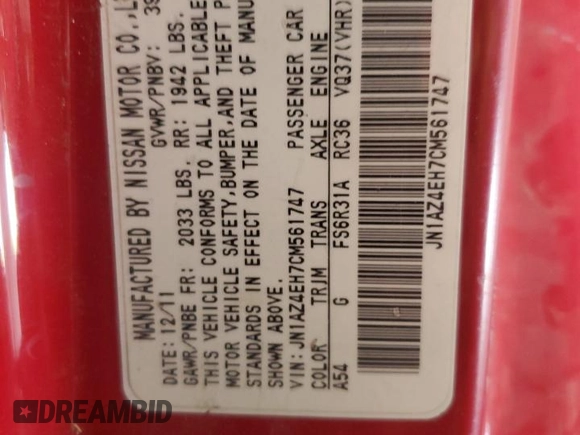 MANUFACTURED BY NISSAN MOTOR CO.,
DATE: 12/11 GVWR/PNBV:
GAWR/PNBE FR: 2033 LBS. RR: 1942 LBS.
THIS VEHICLE CONFORMS TO ALL APPLICABLE
MOTOR VEHICLE SAFETY, BUMPER, AND THEFT
STANDARDS IN EFFECT ON THE DATE OF
SHOWN ABOVE.
VIN: JN1AZ4EH7CM561747 PASSENGER CAR
COLOR TRIM TRANS AXLE ENGINE
A54 G FS6R31A RC36 VQ37(VHR)
JN1AZ4EH7CM561747
DREAMBID